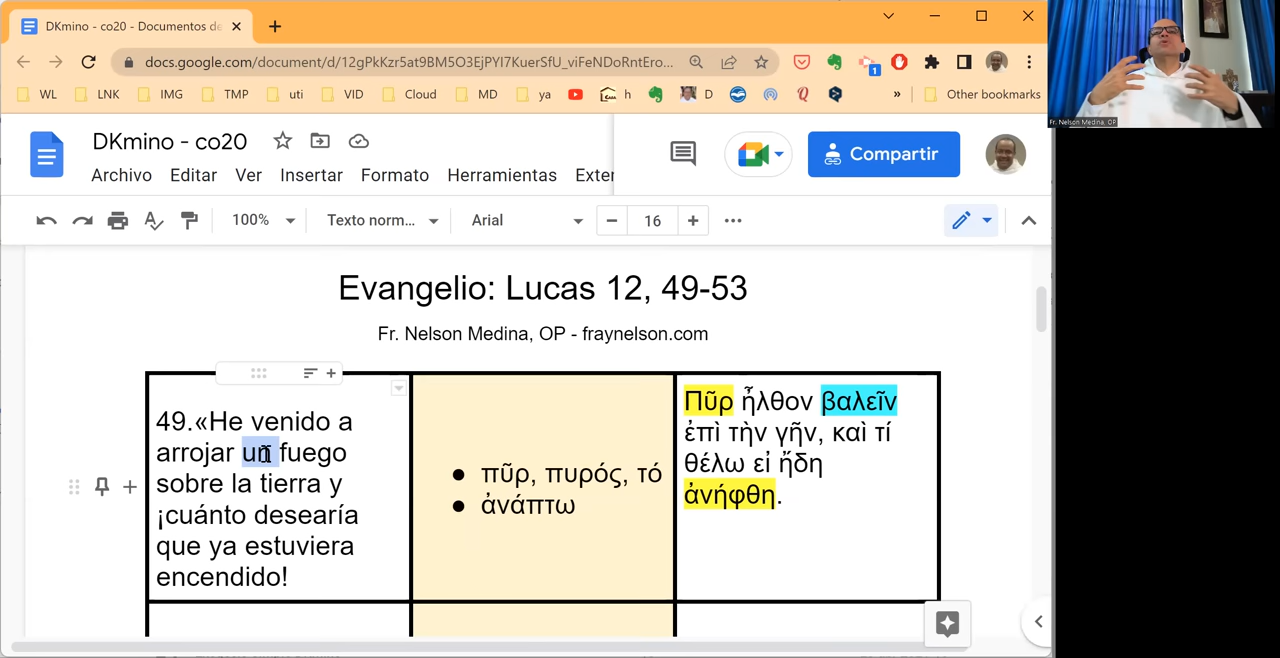 DKmino - co20 - Documentos de
docs.google.com/document/d/12gPkKzr5at9BM5O3EjPYI7KuerSfU_viFeNDoRntEro...
WL LNK IMG TMP uti VID Cloud MD ya h D » Other bookmarks
1
Fr. Nelson Medina, OP
DKmino - co20
Compartir
Archivo Editar Ver Insertar Formato Herramientas Exter
100% Texto norm... Arial 16
Evangelio: Lucas 12, 49-53
Fr. Nelson Medina, OP - fraynelson.com
49.«He venido a
arrojar un fuego
sobre la tierra y
¡cuánto desearía
que ya estuviera
encendido!
● πῦρ, πυρός, τό
● ἀνάπτω
Πῦρ ἦλθον βαλεῖν
ἐπὶ τὴν γῆν, καὶ τί
θέλω εἰ ἤδη
ἀνήφθη.